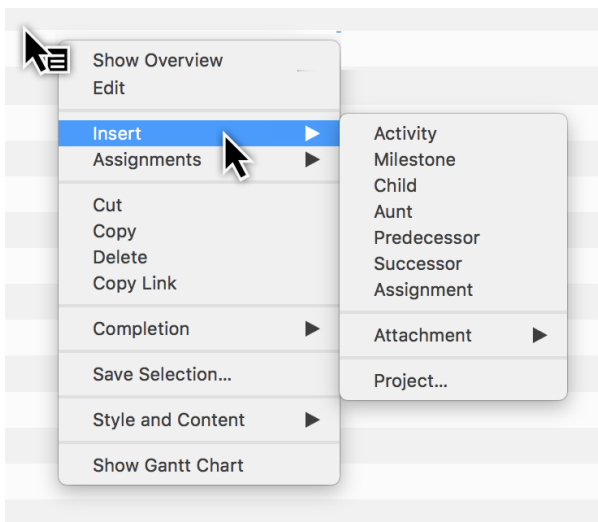 Show Overview
Edit
Insert
Assignments
Cut
Copy
Delete
Copy Link
Completion
Save Selection...
Style and Content
Show Gantt Chart
Activity
Milestone
Child
Aunt
Predecessor
Successor
Assignment
Attachment
Project...